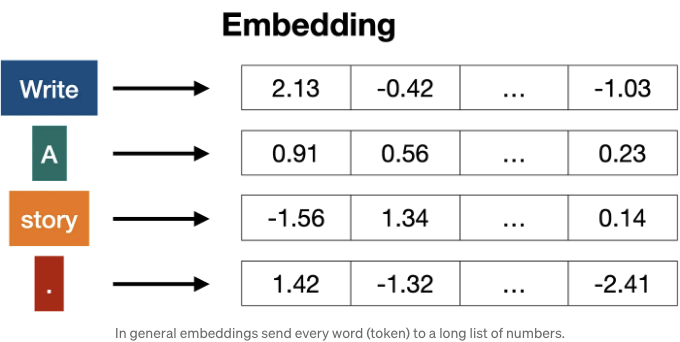 Embedding
Write 2.13 -0.42 ... -1.03
A 0.91 0.56 ... 0.23
story -1.56 1.34 ... 0.14
. 1.42 -1.32 ... -2.41
In general embeddings send every word (token) to a long list of numbers.